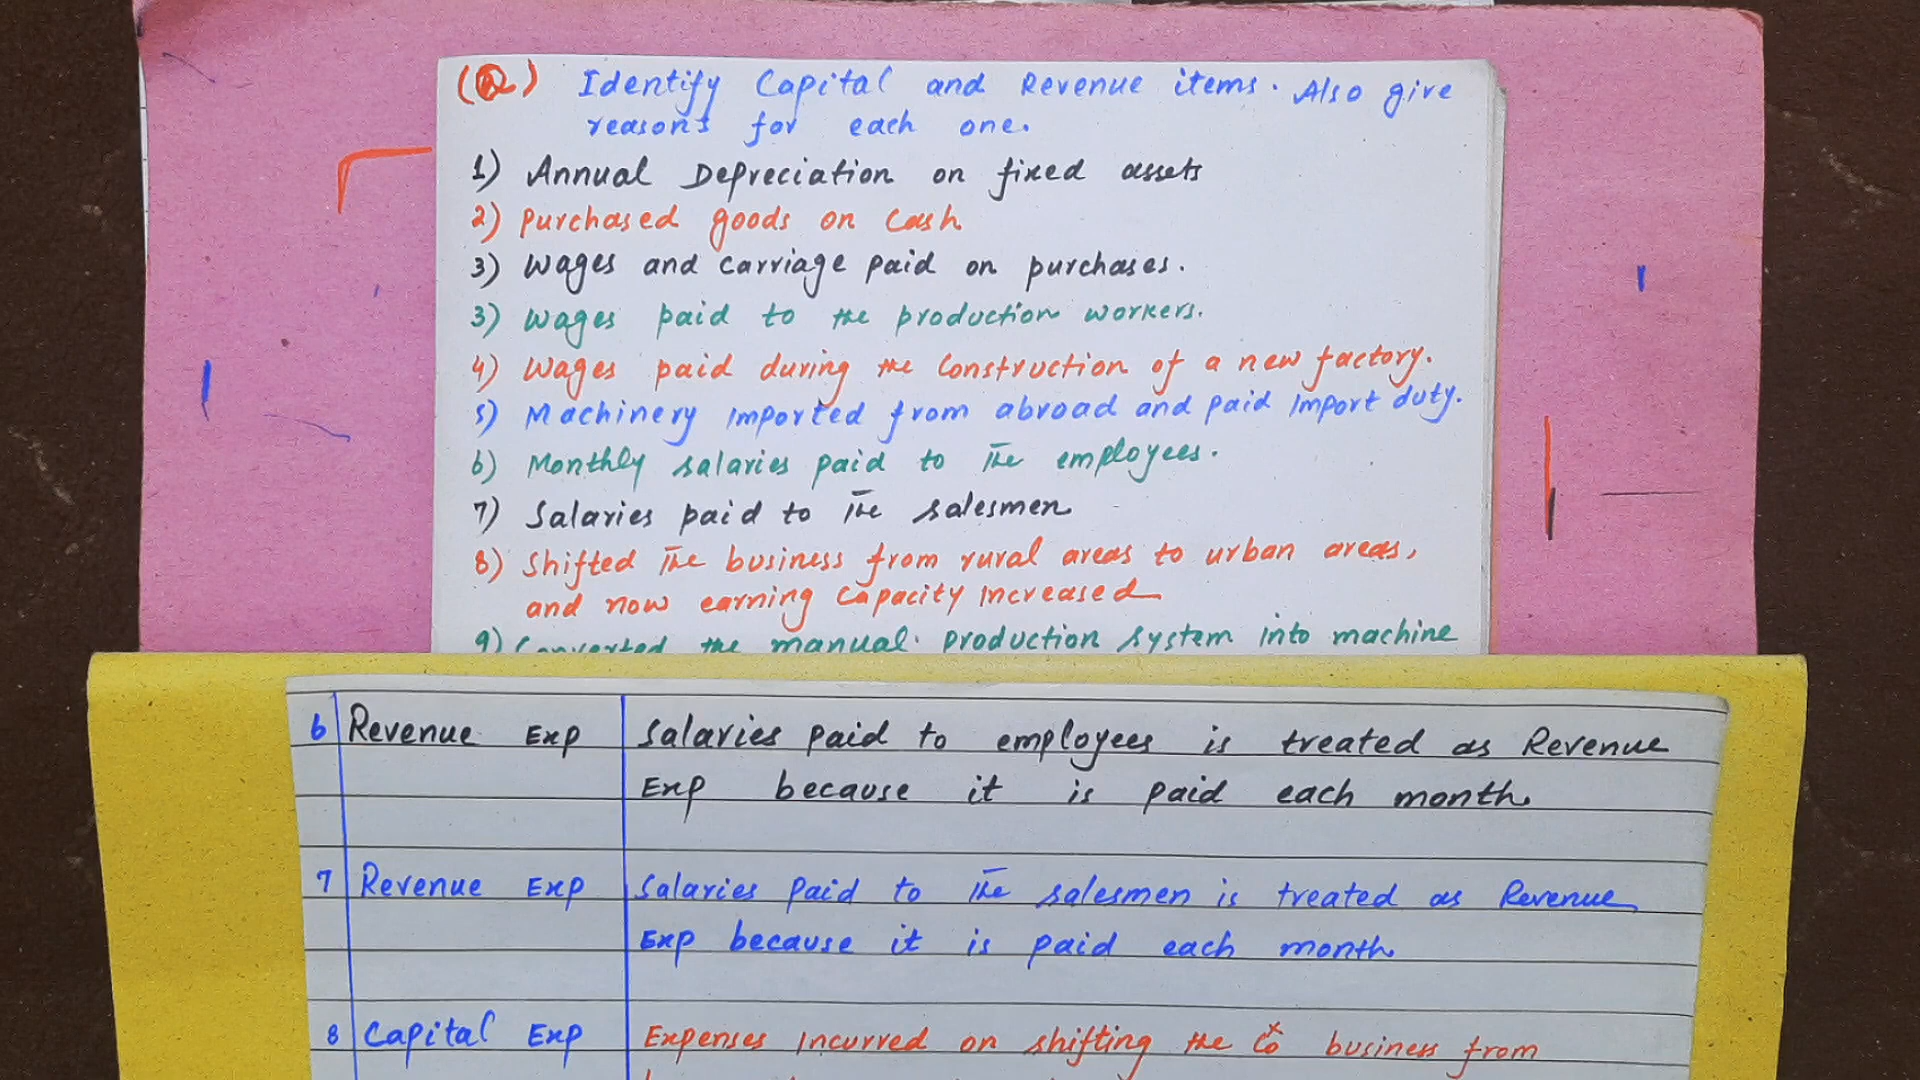 (Q) Identify Capital and Revenue items. Also give
reasons for each one.
1) Annual Depreciation on fixed assets
2) Purchased goods on Cash
3) Wages and carriage paid on purchases.
3) Wages paid to the production workers.
4) Wages paid during the Construction of a new factory.
5) Machinery imported from abroad and paid import duty.
6) Monthly salaries paid to the employees.
7) Salaries paid to the salesmen
8) Shifted the business from rural areas to urban areas,
and now earning capacity increased
9) Converted the manual production system into machine
6 Revenue Exp Salaries paid to employees is treated as Revenue
Exp because it is paid each month
7 Revenue Exp Salaries paid to the salesmen is treated as Revenue
Exp because it is paid each month
8 Capital Exp Expenses incurred on shifting the Co business from